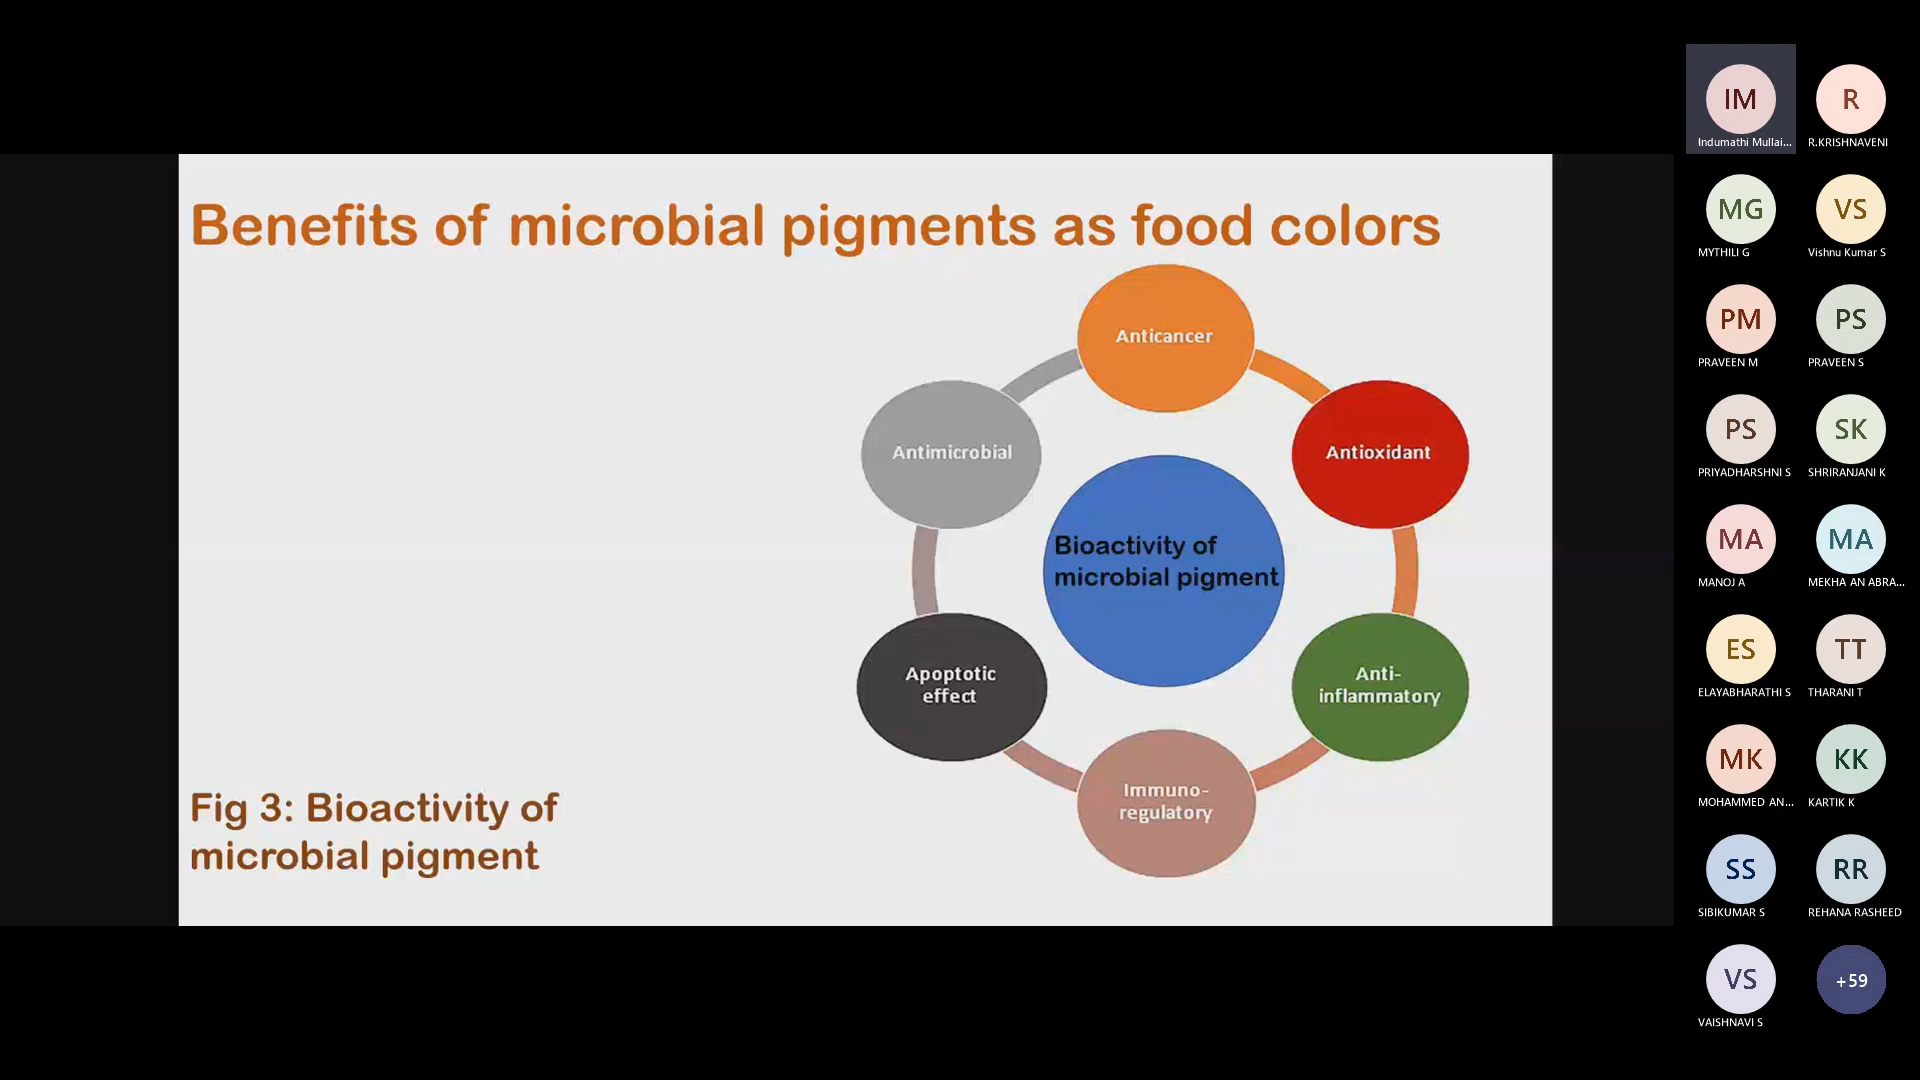 Benefits of microbial pigments as food colors
Anticancer
Antimicrobial
Antioxidant
Bioactivity of
microbial pigment
Apoptotic
effect
Anti-
inflammatory
Immuno-
regulatory
Fig 3: Bioactivity of
microbial pigment
IM
Indumathi Mullai...
R
R.KRISHNAVENI
MG
MYTHILI G
VS
Vishnu Kumar S
PM
PRAVEEN M
PS
PRAVEEN S
PS
PRIYADHARSHNI S
SK
SHRIRANJANI K
MA
MANOJ A
MA
MEKHA AN ABRA...
ES
ELAYABHARATHI S
TT
THARANI T
MK
MOHAMMED AN...
KK
KARTIK K
SS
SIBIKUMAR S
RR
REHANA RASHEED
VS
VAISHNAVI S
+59